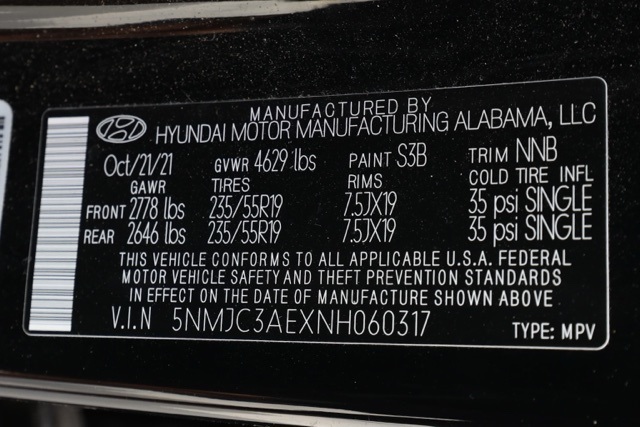 MANUFACTURED BY
HYUNDAI MOTOR MANUFACTURING ALABAMA, LLC
Oct/21/21 GVWR 4629 lbs PAINT S3B TRIM NNB
GAWR TIRES RIMS COLD TIRE INFL
FRONT 2778 lbs 235/55R19 7.5JX19 35 psi SINGLE
REAR 2646 lbs 235/55R19 7.5JX19 35 psi SINGLE
THIS VEHICLE CONFORMS TO ALL APPLICABLE U.S.A. FEDERAL
MOTOR VEHICLE SAFETY AND THEFT PREVENTION STANDARDS
IN EFFECT ON THE DATE OF MANUFACTURE SHOWN ABOVE
V.I.N 5NMJC3AEXNH060317 TYPE: MPV